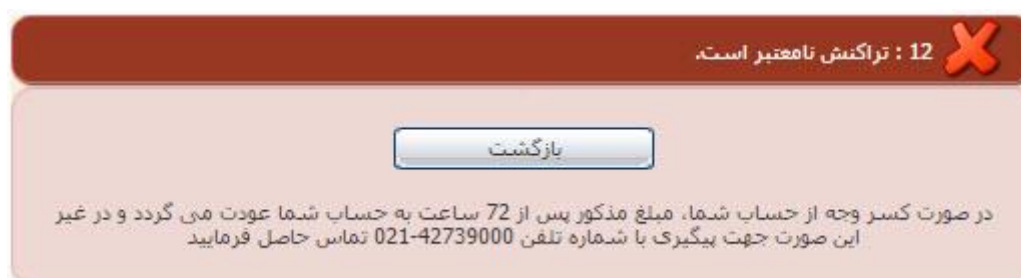 12 : تراکنش نامعتبر است.
بازگشت
در صورت کسر وجه از حساب شما، مبلغ مذکور پس از 72 ساعت به حساب شما عودت می گردد و در غیر
این صورت جهت پیگیری با شماره تلفن 42739000-021 تماس حاصل فرمایید